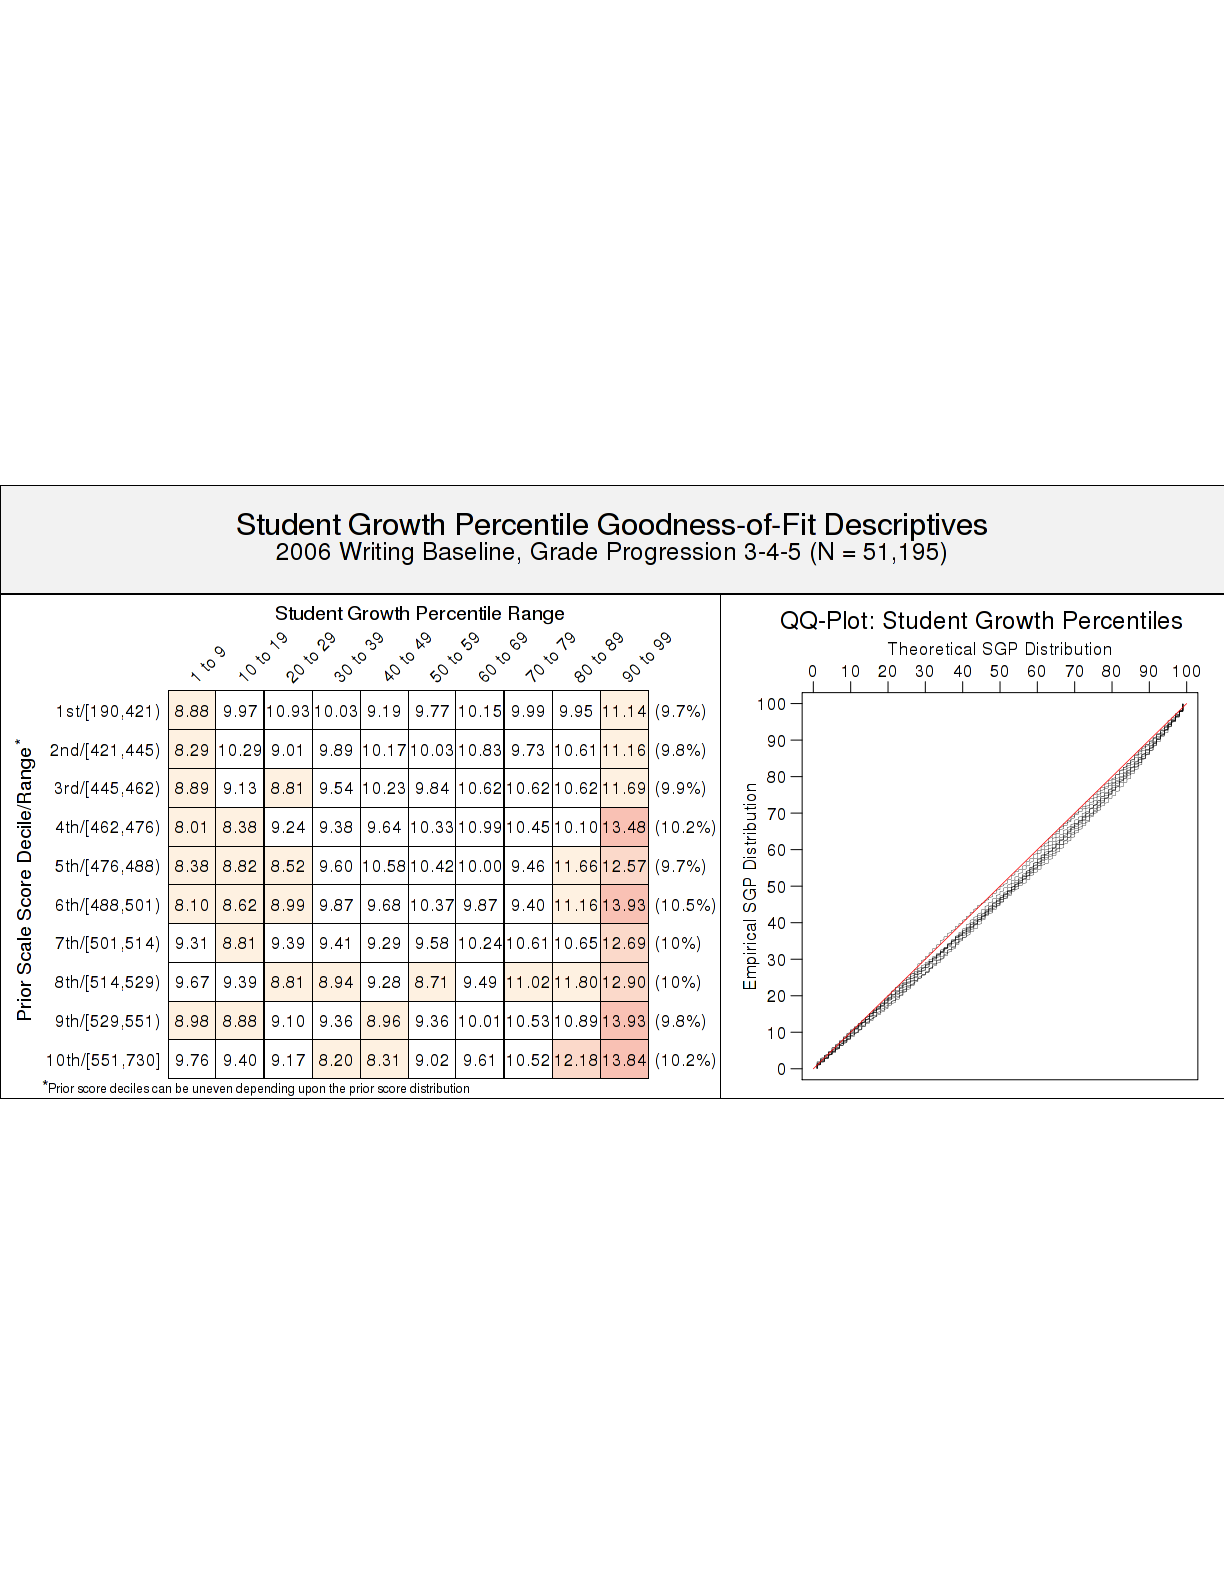 Student Growth Percentile Goodness-of-Fit Descriptives
2006 Writing Baseline, Grade Progression 3-4-5 (N = 51,195)
Student Growth Percentile Range
1 to 9 10 to 19 20 to 29 30 to 39 40 to 49 50 to 59 60 to 69 70 to 79 80 to 89 90 to 99
Prior Scale Score Decile/Range*
1st/[190,421) 8.88 9.97 10.93 10.03 9.19 9.77 10.15 9.99 9.95 11.14 (9.7%)
2nd/[421,445) 8.29 10.29 9.01 9.89 10.17 10.03 10.83 9.73 10.61 11.16 (9.8%)
3rd/[445,462) 8.89 9.13 8.81 9.54 10.23 9.84 10.62 10.62 10.62 11.69 (9.9%)
4th/[462,476) 8.01 8.38 9.24 9.38 9.64 10.33 10.99 10.45 10.10 13.48 (10.2%)
5th/[476,488) 8.38 8.82 8.52 9.60 10.58 10.42 10.00 9.46 11.66 12.57 (9.7%)
6th/[488,501) 8.10 8.62 8.99 9.87 9.68 10.37 9.87 9.40 11.16 13.93 (10.5%)
7th/[501,514) 9.31 8.81 9.39 9.41 9.29 9.58 10.24 10.61 10.65 12.69 (10%)
8th/[514,529) 9.67 9.39 8.81 8.94 9.28 8.71 9.49 11.02 11.80 12.90 (10%)
9th/[529,551) 8.98 8.88 9.10 9.36 8.96 9.36 10.01 10.53 10.89 13.93 (9.8%)
10th/[551,730] 9.76 9.40 9.17 8.20 8.31 9.02 9.61 10.52 12.18 13.84 (10.2%)
*Prior score deciles can be uneven depending upon the prior score distribution
QQ-Plot: Student Growth Percentiles
Theoretical SGP Distribution
0 10 20 30 40 50 60 70 80 90 100
Empirical SGP Distribution
100
90
80
70
60
50
40
30
20
10
0